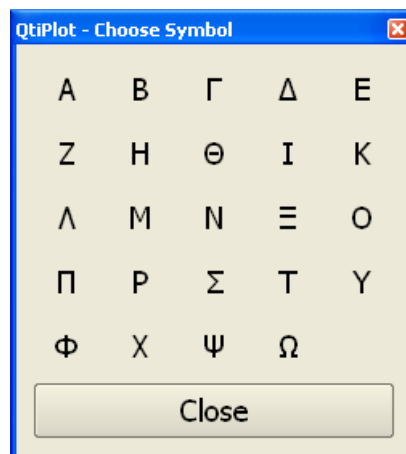 QtiPlot - Choose Symbol
Α Β Γ Δ Ε
Ζ Η Θ Ι Κ
Λ Μ Ν Ξ Ο
Π Ρ Σ Τ Υ
Φ Χ Ψ Ω
Close